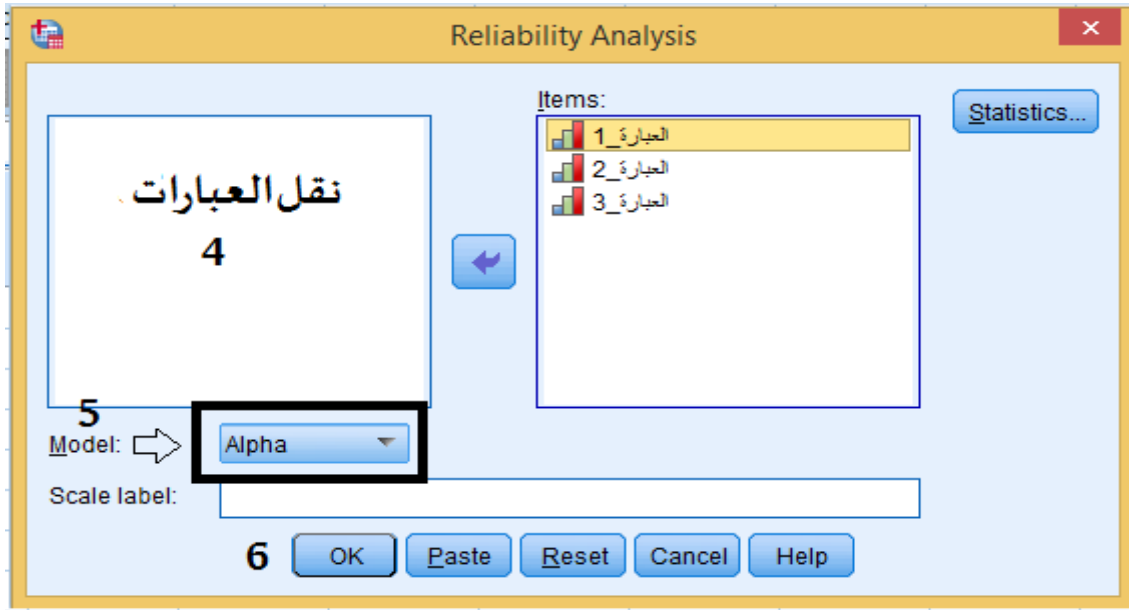 Reliability Analysis
Items:
Statistics...
العبارة_1
العبارة_2
العبارة_3
نقل العبارات
4
5
Model:
Alpha
Scale label:
6
OK
Paste
Reset
Cancel
Help